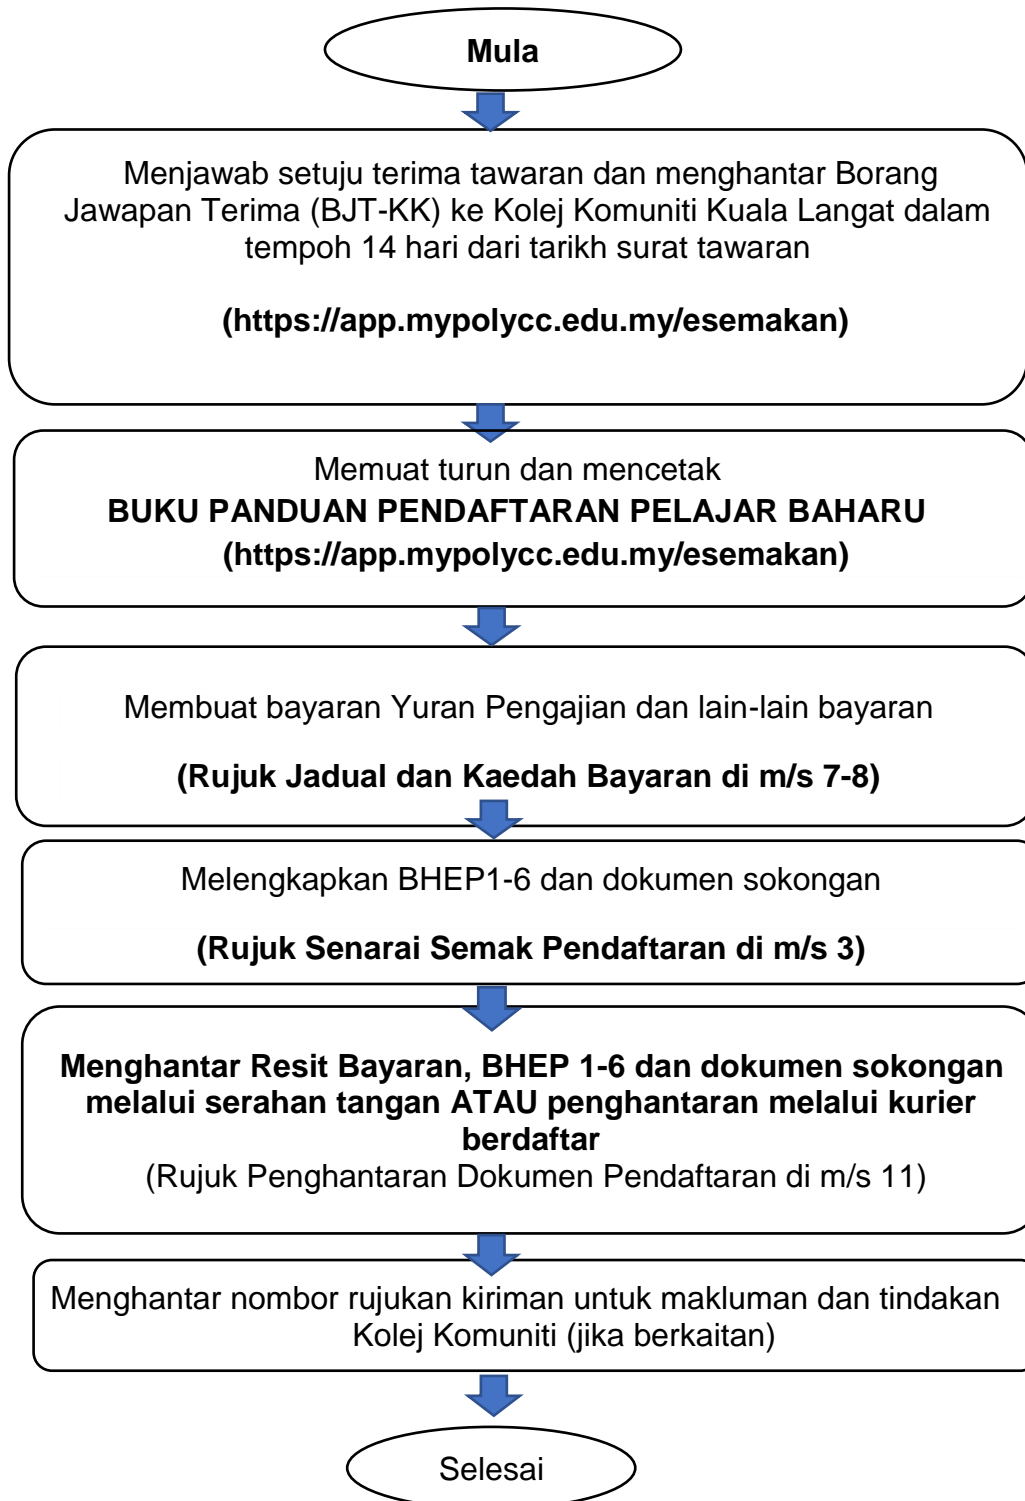 Mula
Menjawab setuju terima tawaran dan menghantar Borang
Jawapan Terima (BJT-KK) ke Kolej Komuniti Kuala Langat dalam
tempoh 14 hari dari tarikh surat tawaran
(https://app.mypolycc.edu.my/esemakan)
Memuat turun dan mencetak
BUKU PANDUAN PENDAFTARAN PELAJAR BAHARU
(https://app.mypolycc.edu.my/esemakan)
Membuat bayaran Yuran Pengajian dan lain-lain bayaran
(Rujuk Jadual dan Kaedah Bayaran di m/s 7-8)
Melengkapkan BHEP1-6 dan dokumen sokongan
(Rujuk Senarai Semak Pendaftaran di m/s 3)
Menghantar Resit Bayaran, BHEP 1-6 dan dokumen sokongan
melalui serahan tangan ATAU penghantaran melalui kurier
berdaftar
(Rujuk Penghantaran Dokumen Pendaftaran di m/s 11)
Menghantar nombor rujukan kiriman untuk makluman dan tindakan
Kolej Komuniti (jika berkaitan)
Selesai